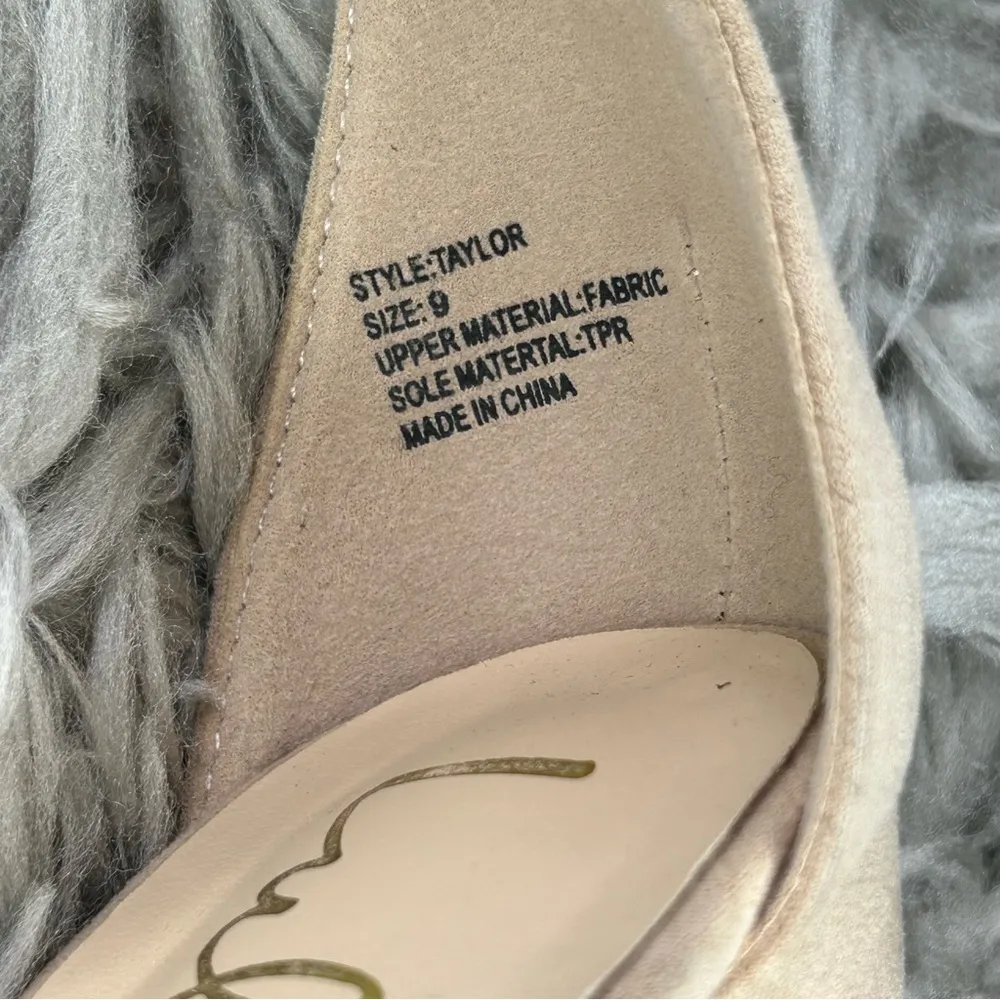 STYLE:TAYLOR
SIZE: 9
UPPER MATERIAL:FABRIC
SOLE MATERTAL:TPR
MADE IN CHINA